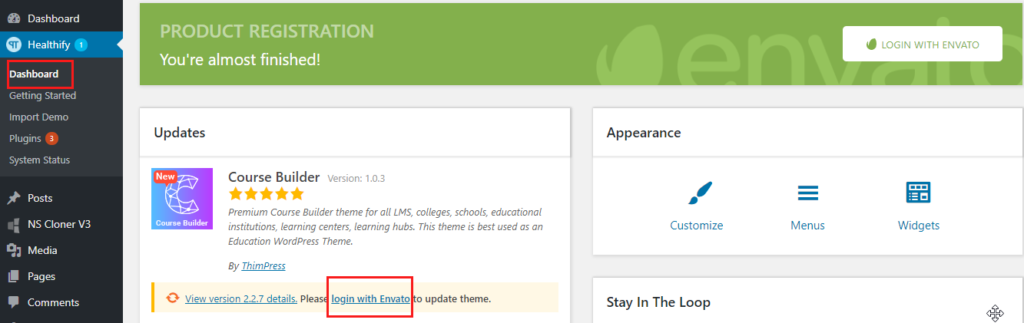 Dashboard
Healthify 1
Dashboard
Getting Started
Import Demo
Plugins 3
System Status
Posts
NS Cloner V3
Media
Pages
Comments
PRODUCT REGISTRATION
You're almost finished!
envato
LOGIN WITH ENVATO
Updates
New
Course Builder
Course Builder Version: 1.0.3
Premium Course Builder theme for all LMS, colleges, schools, educational
institutions, learning centers, learning hubs. This theme is best used as an
Education WordPress Theme.
By ThimPress
View version 2.2.7 details. Please login with Envato to update theme.
Appearance
Customize
Menus
Widgets
Stay In The Loop